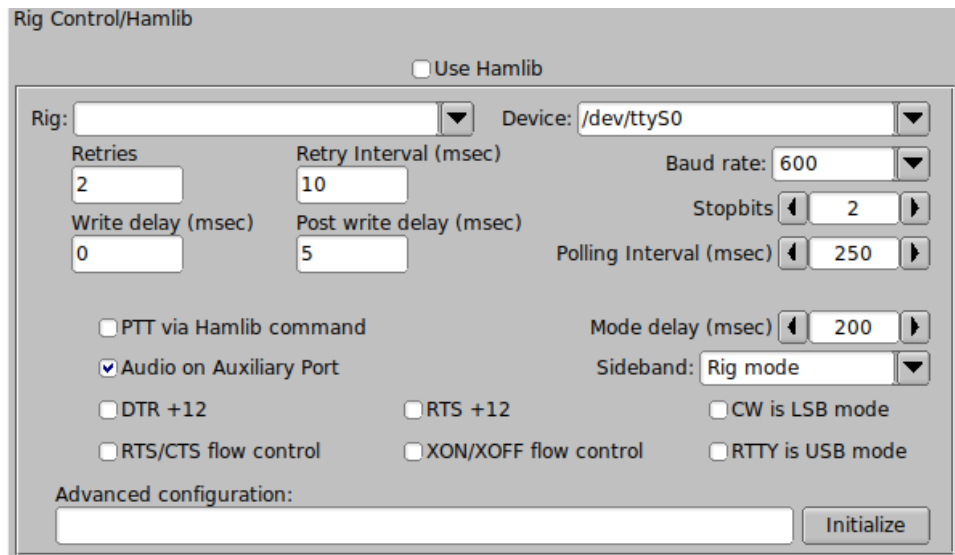 Rig Control/Hamlib
Use Hamlib
Rig: Device: /dev/ttyS0
Retries Retry Interval (msec) Baud rate: 600
2 10
Stopbits 2
Write delay (msec) Post write delay (msec)
0 5 Polling Interval (msec) 250
PTT via Hamlib command Mode delay (msec) 200
Audio on Auxiliary Port Sideband: Rig mode
DTR +12 RTS +12 CW is LSB mode
RTS/CTS flow control XON/XOFF flow control RTTY is USB mode
Advanced configuration:
Initialize